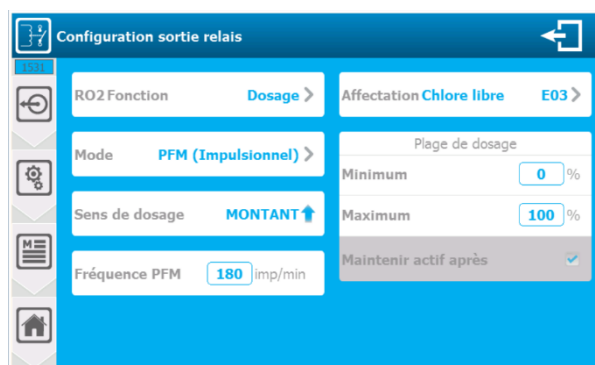 Configuration sortie relais
1531
RO2 Fonction Dosage >
Affectation Chlore libre E03 >
Mode PFM (Impulsionnel) >
Plage de dosage
Minimum 0 %
Sens de dosage MONTANT
Maximum 100 %
Fréquence PFM 180 imp/min
Maintenir actif après
M